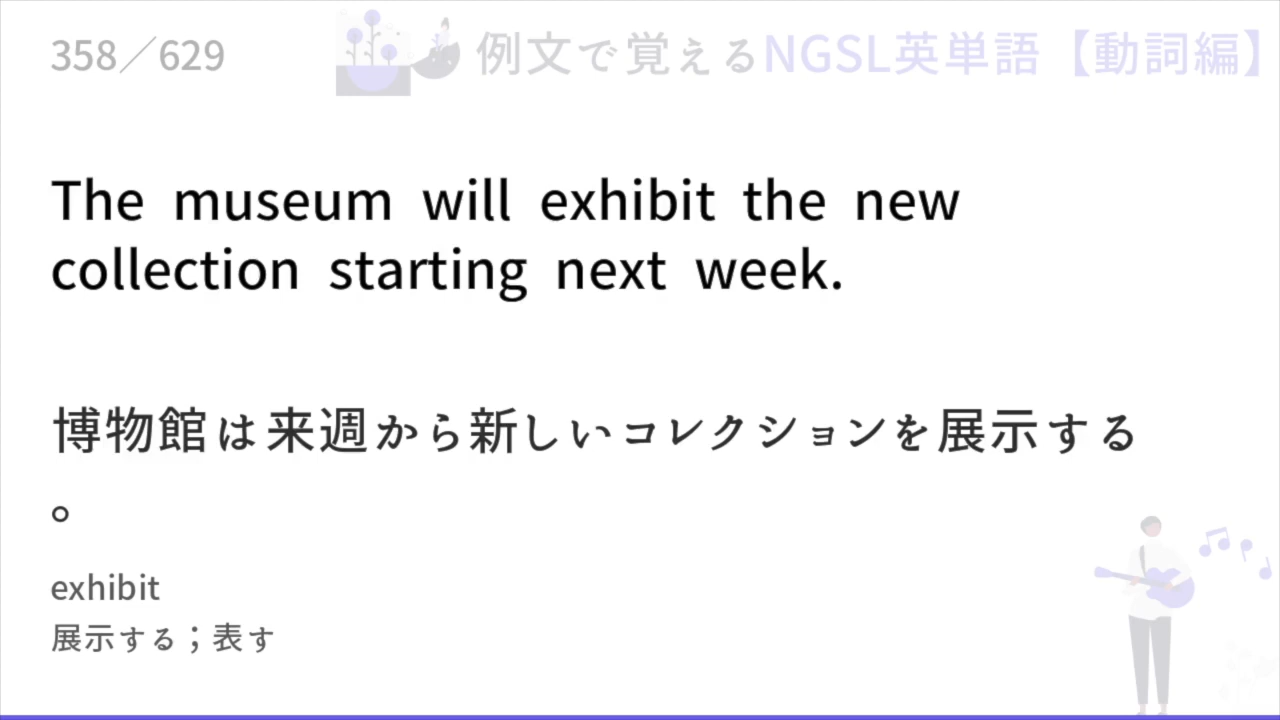 358／629
例文で覚えるNGSL英単語【動詞編】
The museum will exhibit the new
collection starting next week.
博物館は来週から新しいコレクションを展示する
。
exhibit
展示する；表す